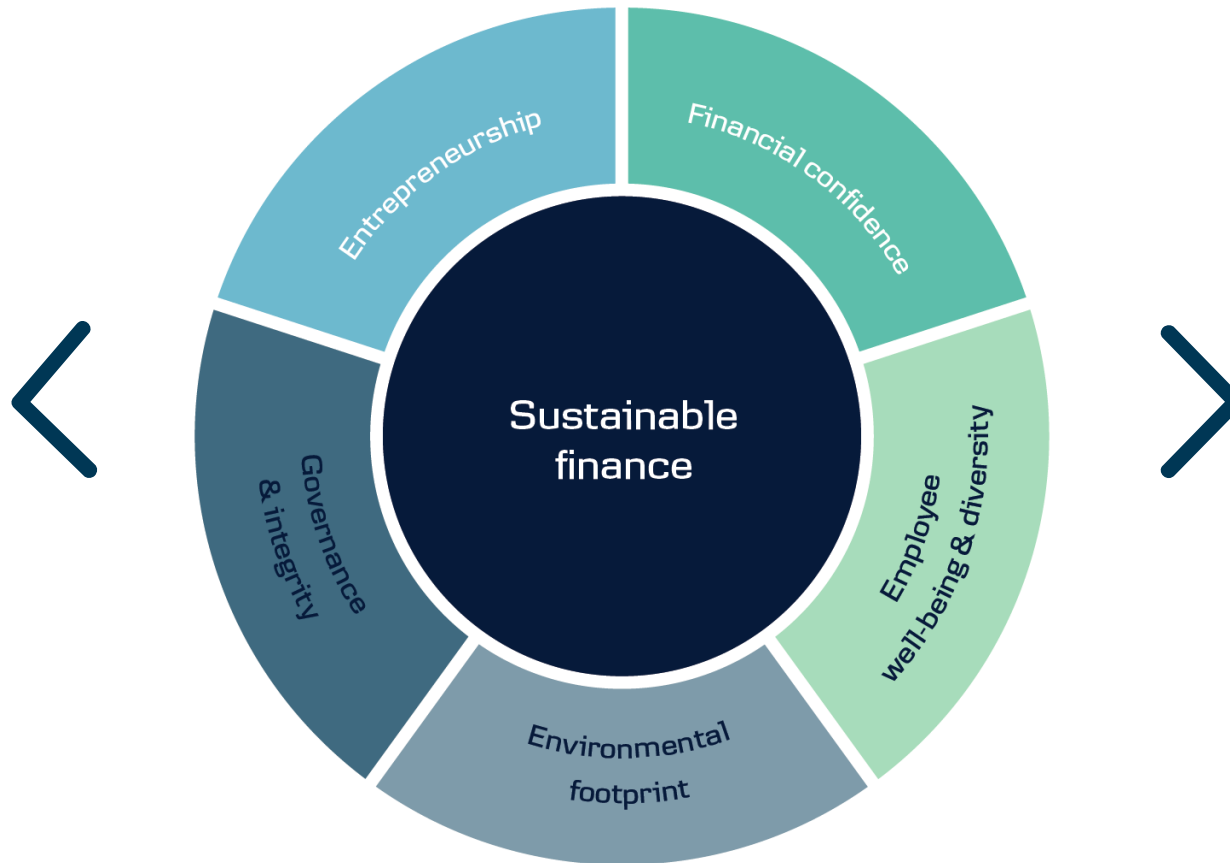 Entrepreneurship
Financial confidence
Sustainable
finance
Governance
& integrity
Employee
well-being & diversity
Environmental
footprint